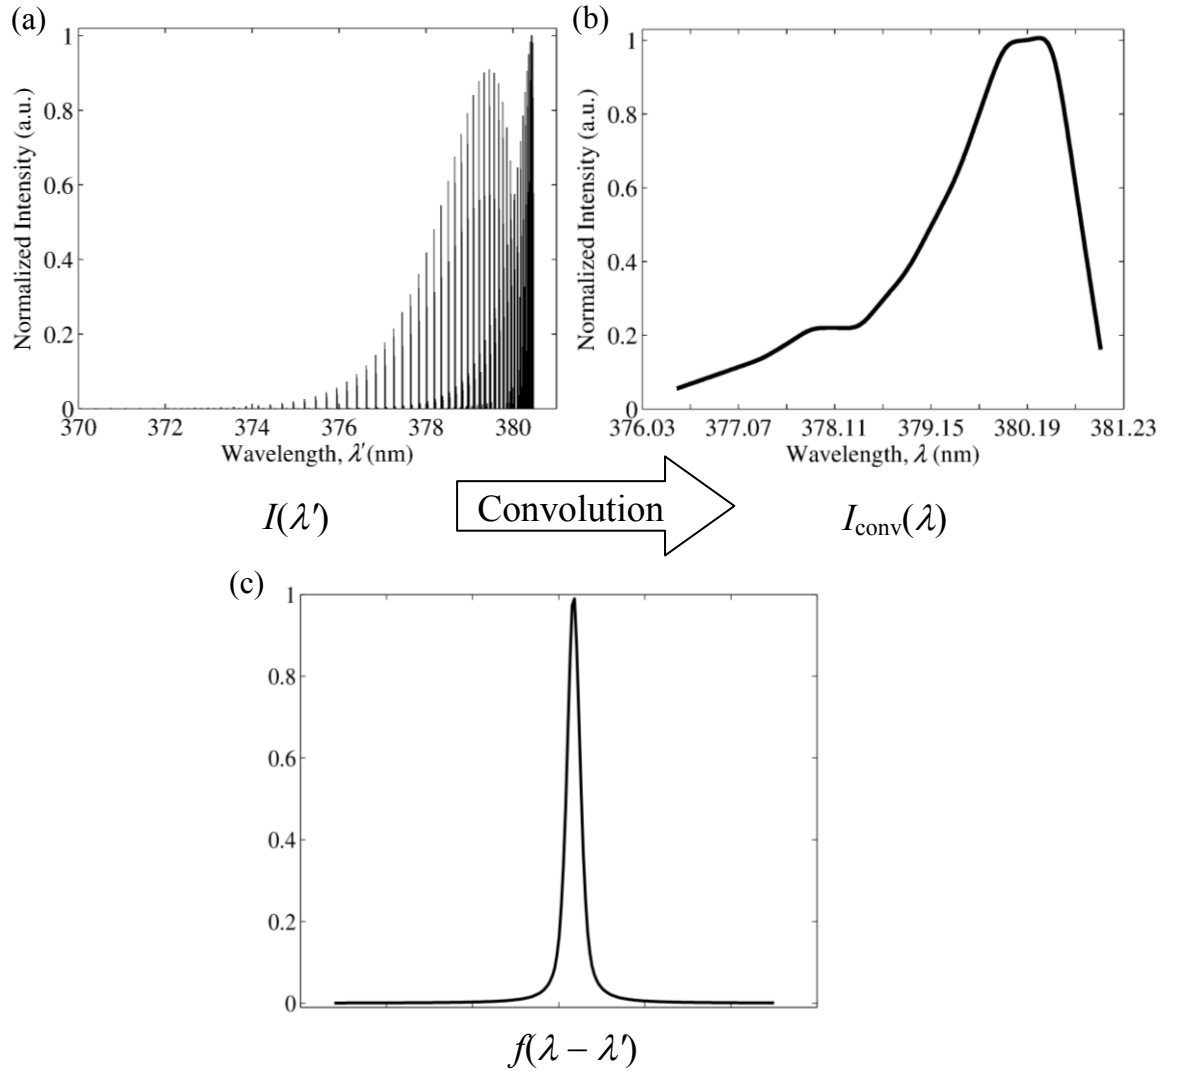 (a)
1
0.8
0.6
0.4
0.2
0
Normalized Intensity (a.u.)
370 372 374 376 378 380
Wavelength, λ′(nm)
I(λ′)
(b)
1
0.8
0.6
0.4
0.2
0
Normalized Intensity (a.u.)
376.03 377.07 378.11 379.15 380.19 381.23
Wavelength, λ (nm)
Convolution
Iconv(λ)
(c)
1
0.8
0.6
0.4
0.2
0
f(λ – λ′)